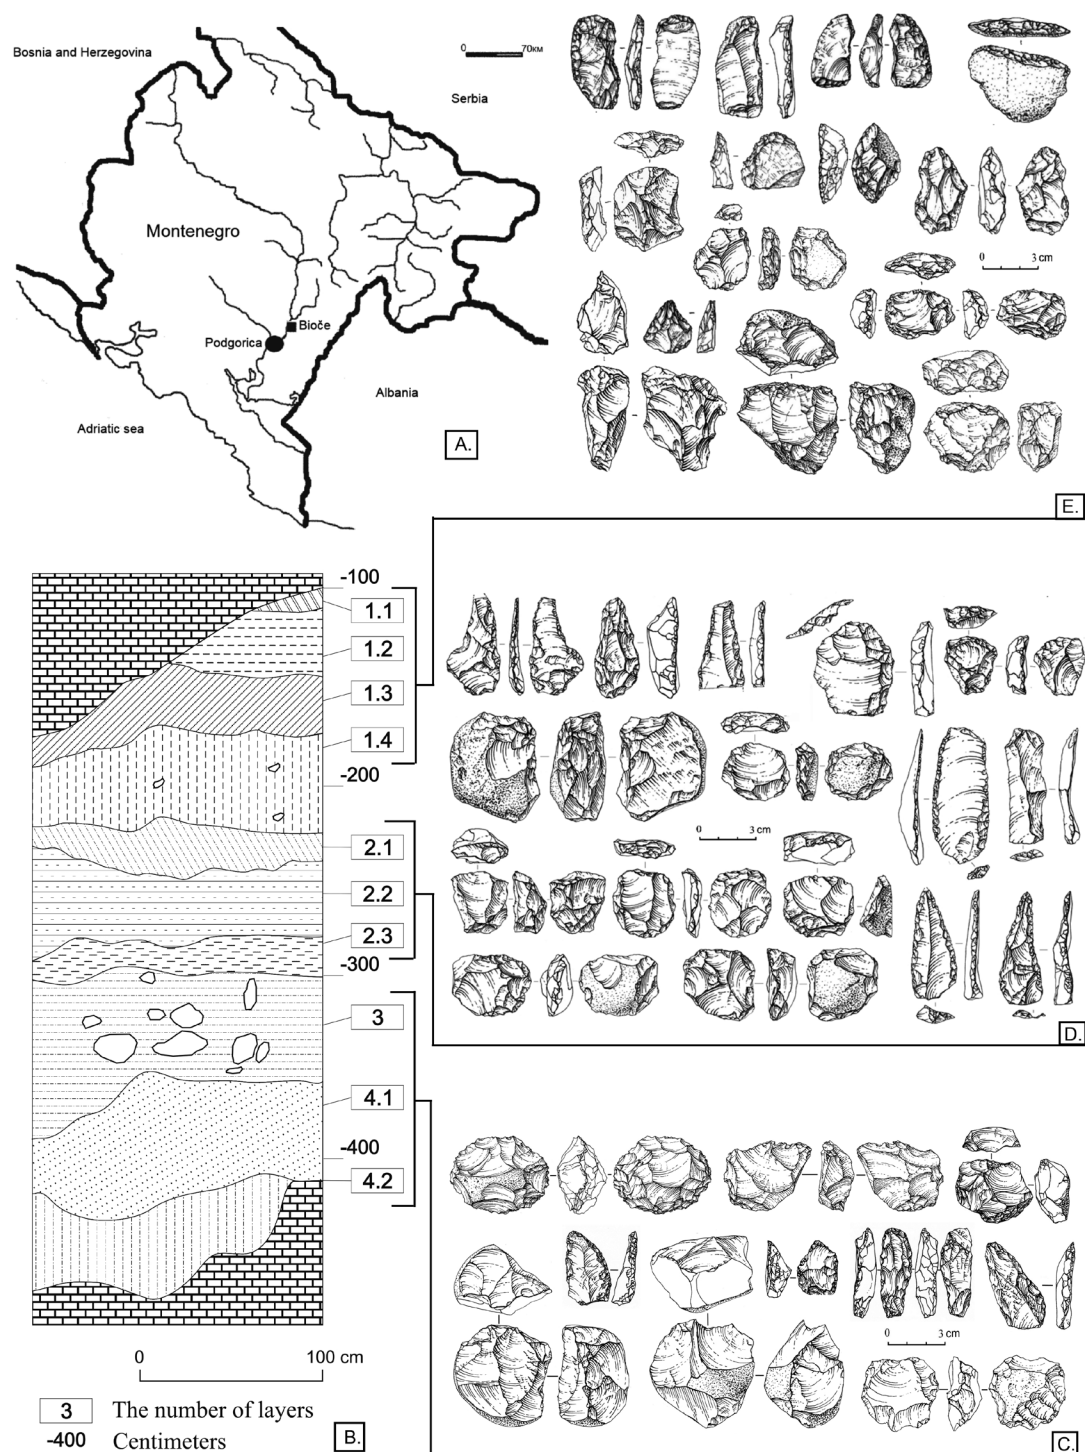 Bosnia and Herzegovina
0 70км
Serbia
Montenegro
Bioče
Podgorica
Albania
Adriatic sea
A.
0 3 cm
E.
-100
1.1
1.2
1.3
1.4
-200
2.1
2.2
2.3
-300
3
4.1
-400
4.2
0 100 cm
3 The number of layers
-400 Centimeters
B.
0 3 cm
D.
0 3 cm
C.